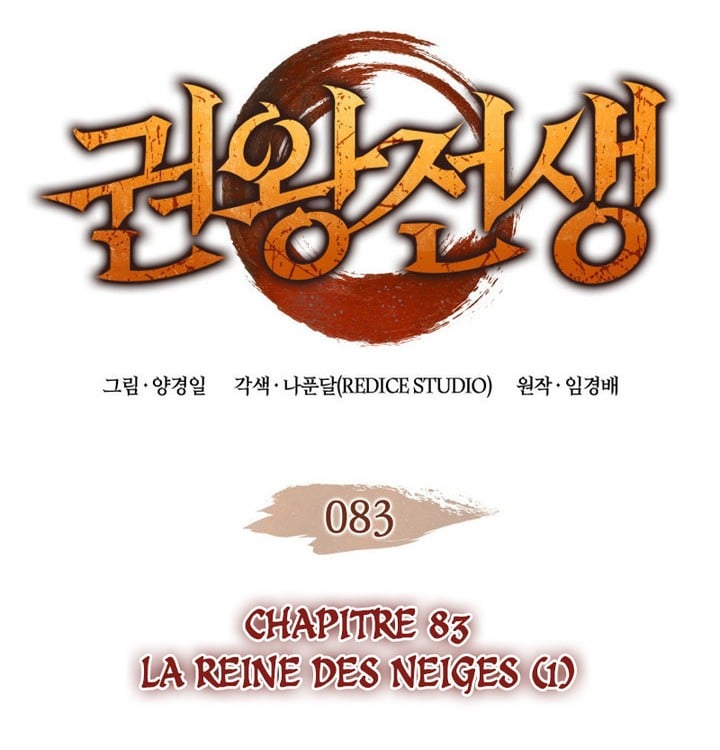 권왕전생
그림·양경일 각색·나푼달(REDICE STUDIO) 원작·임경배
083
CHAPITRE 83
LA REINE DES NEIGES (1)